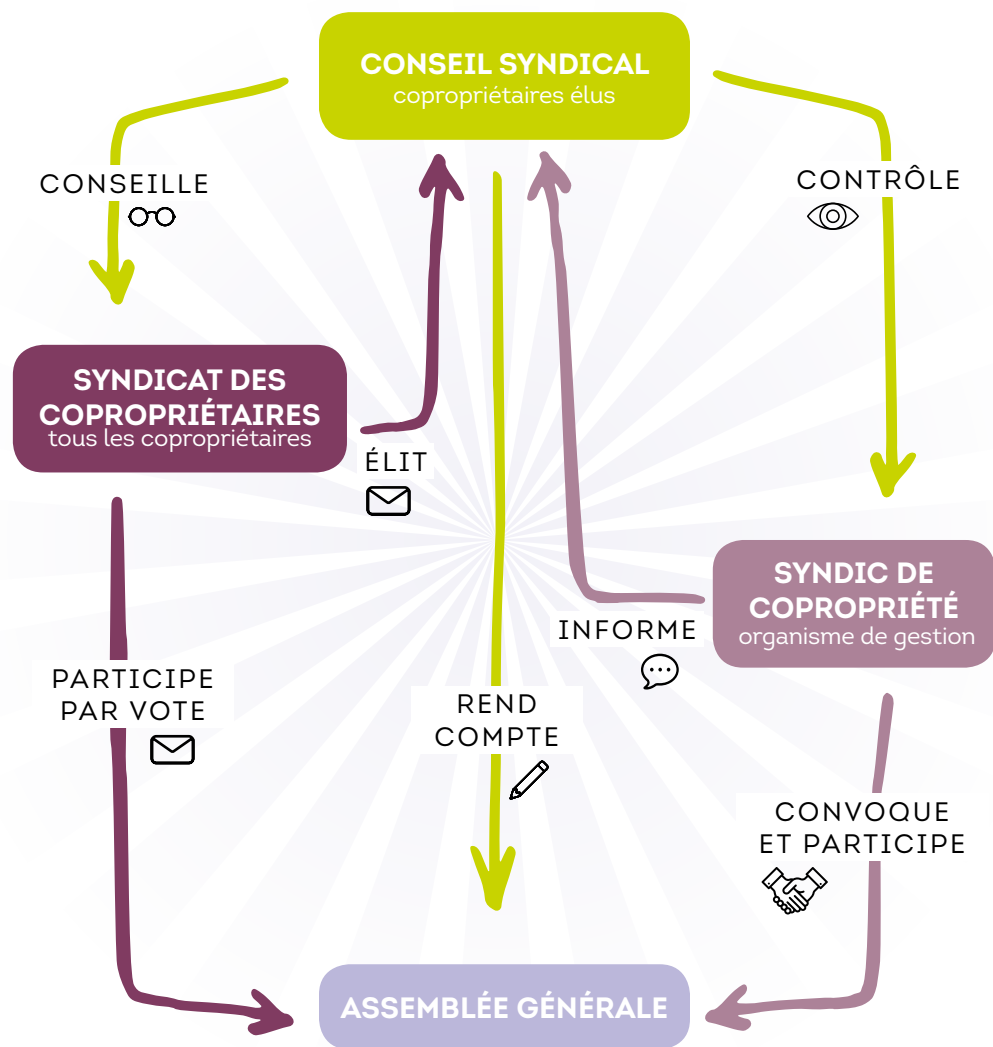 CONSEIL SYNDICAL
copropriétaires élus
CONSEILLE
CONTRÔLE
SYNDICAT DES
COPROPRIÉTAIRES
tous les copropriétaires
ÉLIT
SYNDIC DE
COPROPRIÉTÉ
organisme de gestion
INFORME
PARTICIPE
PAR VOTE
REND
COMPTE
CONVOQUE
ET PARTICIPE
ASSEMBLÉE GÉNÉRALE